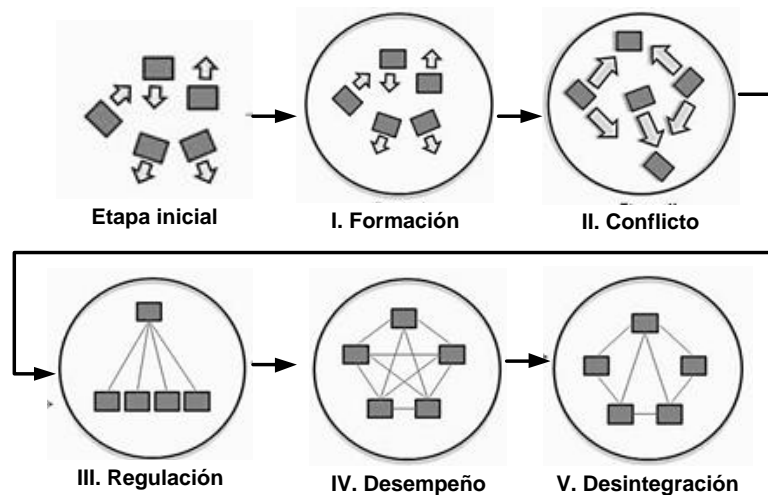 Etapa inicial
I. Formación
II. Conflicto
III. Regulación
IV. Desempeño
V. Desintegración